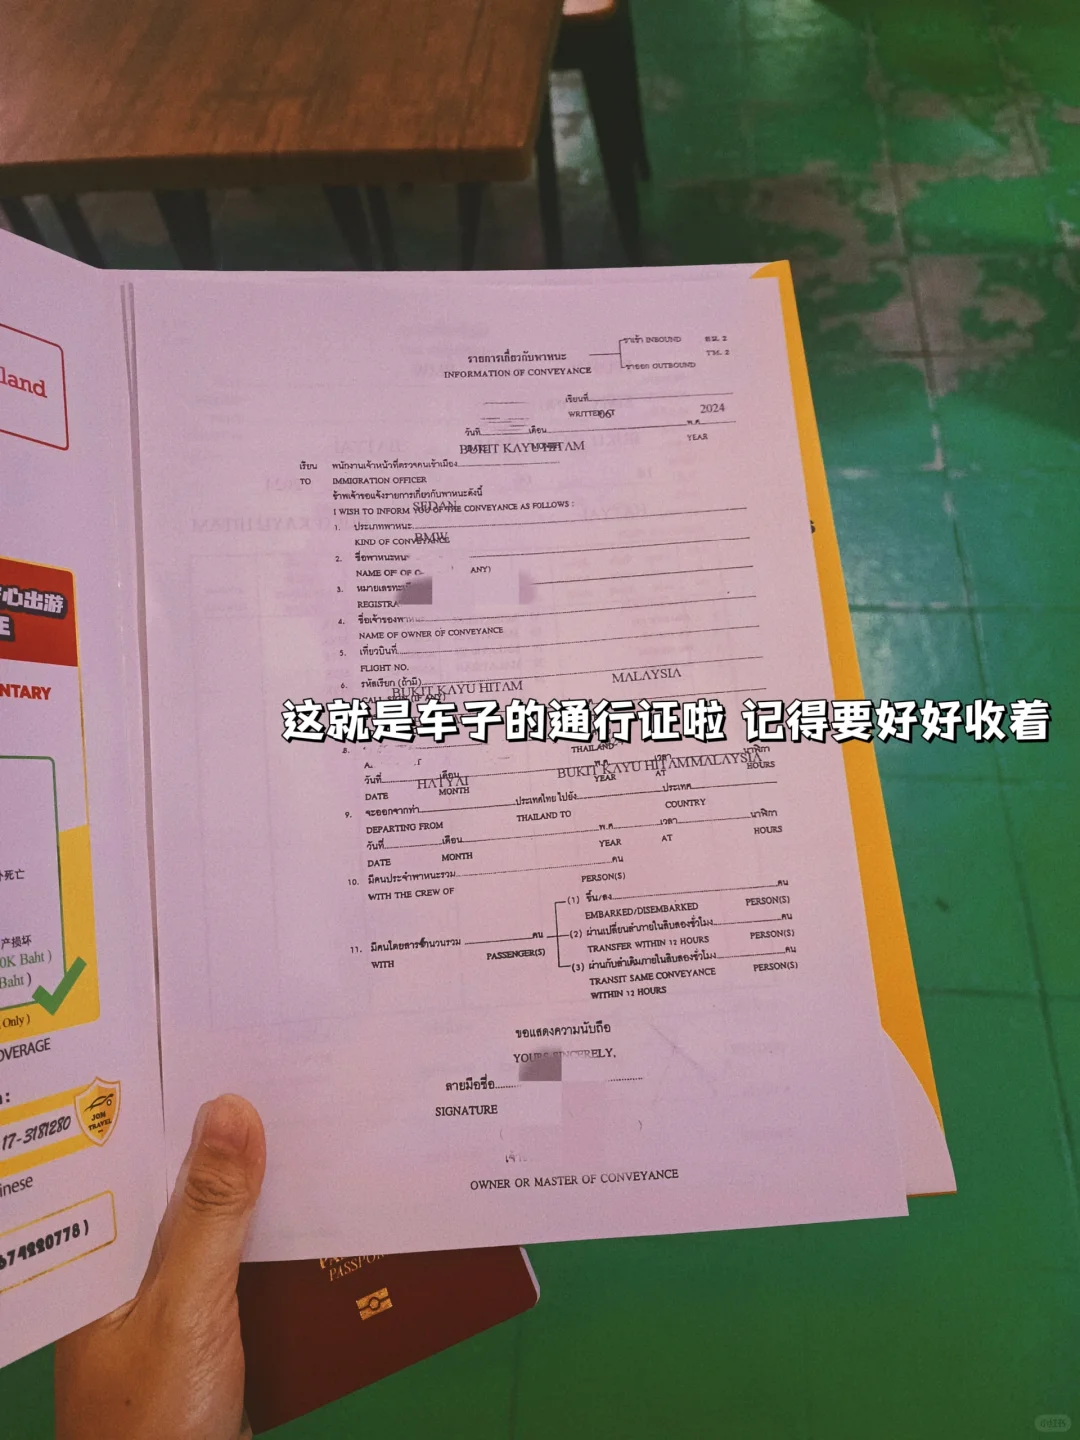 รายการเกี่ยวกับพาหนะ
INFORMATION OF CONVEYANCE
ขาเข้า INBOUND
ขาออก OUTBOUND
ตม. 2
TM. 2
เขียนที่
WRITTEN AT
06
2024
วันที่ เดือน พ.ศ.
MONTH YEAR
BUKIT KAYU HITAM
เรียน พนักงานเจ้าหน้าที่ตรวจคนเข้าเมือง
TO IMMIGRATION OFFICER
ข้าพเจ้าขอแจ้งรายการเกี่ยวกับพาหนะดังนี้
I WISH TO INFORM YOU OF THE CONVEYANCE AS FOLLOWS :
SEDAN
1. ประเภทพาหนะ
KIND OF CONVEYANCE
BMW
2. ชื่อพาหนะ
NAME OF
ANY)
3. หมายเลขทะ
REGISTRA
4. ชื่อเจ้าของพาหนะ
NAME OF OWNER OF CONVEYANCE
5. เที่ยวบินที่
FLIGHT NO.
6. รหัสเรียก (ถ้ามี)
CALL SIGN (IF ANY)
BUKIT KAYU HITAM MALAYSIA
这就是车子的通行证啦 记得要好好收着
8.
THAILAND
วันที่ เดือน พ.ศ. เวลา นาฬิกา
DATE MONTH YEAR AT HOURS
HATYAI BUKIT KAYU HITAM MALAYSIA
9. จะออกจากท่า ประเทศไทยไปยัง ประเทศ
DEPARTING FROM THAILAND TO COUNTRY
วันที่ เดือน พ.ศ. เวลา นาฬิกา
DATE MONTH YEAR AT HOURS
10. มีคนประจำพาหนะรวม คน
WITH THE CREW OF PERSON(S)
11. มีคนโดยสารจำนวนรวม คน
WITH PASSENGER(S)
(1) ขึ้น/ลง คน
EMBARKED/DISEMBARKED PERSON(S)
(2) ผ่านเปลี่ยนลำภายในสิบสองชั่วโมง คน
TRANSFER WITHIN 12 HOURS PERSON(S)
(3) ผ่านกับลำเดิมภายในสิบสองชั่วโมง คน
TRANSIT SAME CONVEYANCE PERSON(S)
WITHIN 12 HOURS
ขอแสดงความนับถือ
YOURS SINCERELY,
ลายมือชื่อ
SIGNATURE
OWNER OR MASTER OF CONVEYANCE
land
心出游
E
NTARY
死亡
产损坏
0K Baht )
Baht )
Only )
OVERAGE
17-3181280
JOM
TRAVEL
inese
674220778 )
PASSPO
小红书